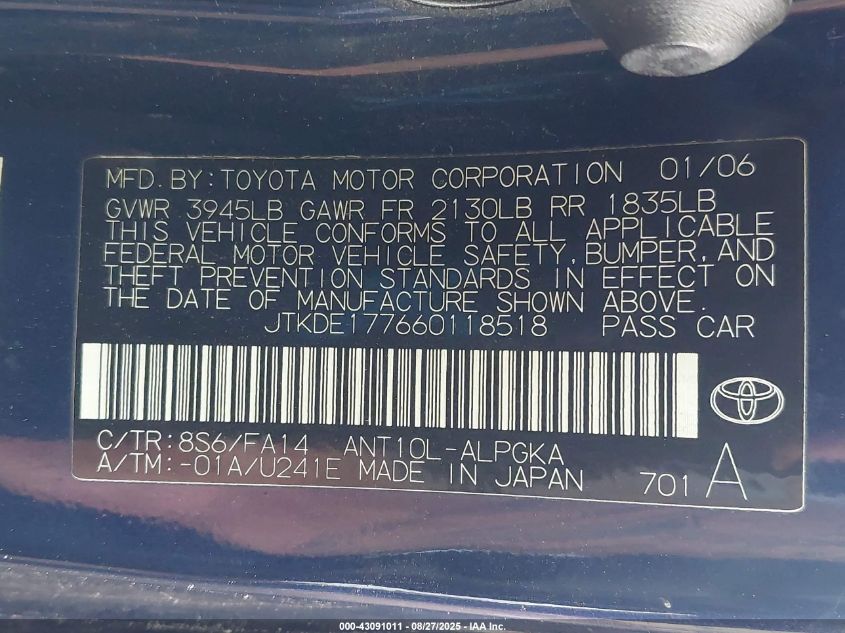 MFD. BY: TOYOTA MOTOR CORPORATION 01/06
GVWR 3945LB GAWR FR 2130LB RR 1835LB
THIS VEHICLE CONFORMS TO ALL APPLICABLE
FEDERAL MOTOR VEHICLE SAFETY, BUMPER, AND
THEFT PREVENTION STANDARDS IN EFFECT ON
THE DATE OF MANUFACTURE SHOWN ABOVE.
JTKDE177660118518 PASS CAR
C/TR: 8S6/FA14 ANT10L-ALPGKA
A/TM: -01A/U241E MADE IN JAPAN 701 A
000-43091011 - 08/27/2025 - IAA Inc.